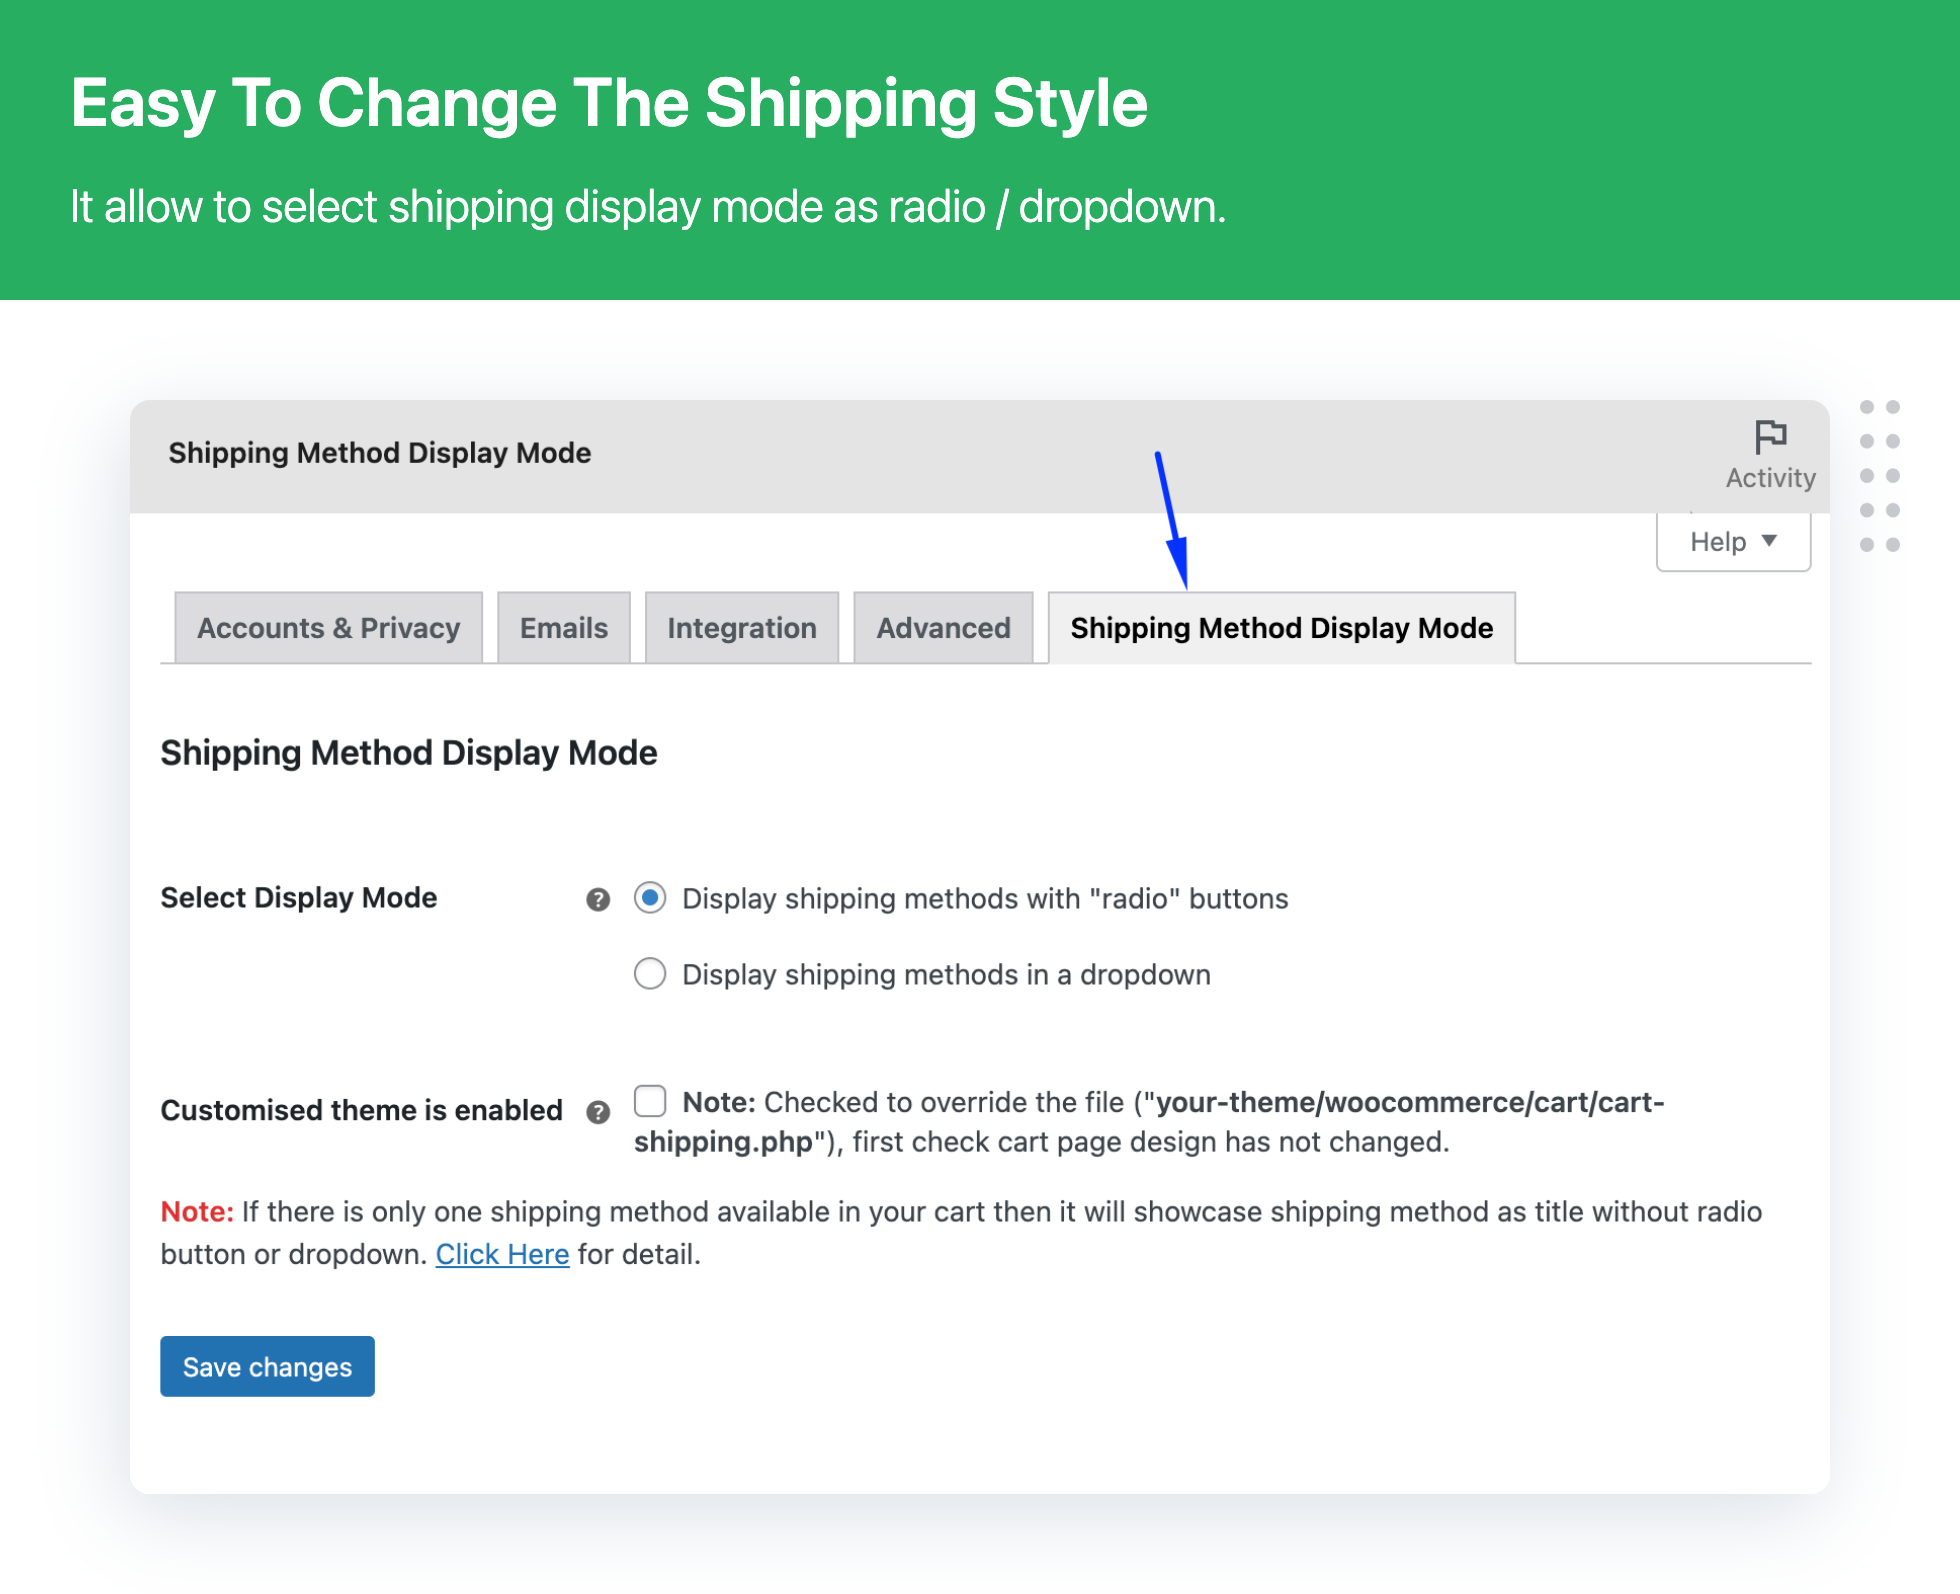 Easy To Change The Shipping Style
It allow to select shipping display mode as radio / dropdown.
Shipping Method Display Mode
Activity
Help
Accounts & Privacy
Emails
Integration
Advanced
Shipping Method Display Mode
Shipping Method Display Mode
Select Display Mode
Display shipping methods with "radio" buttons
Display shipping methods in a dropdown
Customised theme is enabled
Note: Checked to override the file ("your-theme/woocommerce/cart/cart-
shipping.php"), first check cart page design has not changed.
Note: If there is only one shipping method available in your cart then it will showcase shipping method as title without radio
button or dropdown. Click Here for detail.
Save changes